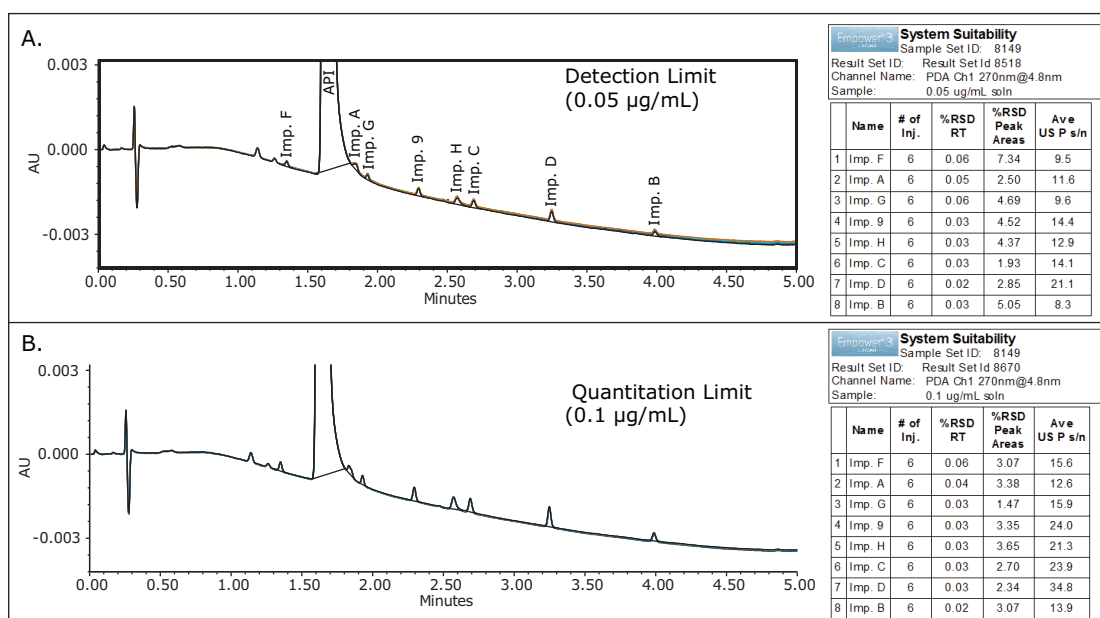 A.
0.003
0.000
-0.003
AU
API
Imp. F
Imp. A
Imp. G
Imp. 9
Imp. H
Imp. C
Imp. D
Imp. B
Detection Limit
(0.05 µg/mL)
0.00 0.50 1.00 1.50 2.00 2.50 3.00 3.50 4.00 4.50 5.00
Minutes
Empower 3 System Suitability
Sample Set ID: 8149
Result Set ID: Result Set Id 8518
Channel Name: PDA Ch1 270nm@4.8nm
Sample: 0.05 ug/mL soln
Name # of Inj. %RSD RT %RSD Peak Areas Ave US P s/n
1 Imp. F 6 0.06 7.34 9.5
2 Imp. A 6 0.05 2.50 11.6
3 Imp. G 6 0.06 4.69 9.6
4 Imp. 9 6 0.03 4.52 14.4
5 Imp. H 6 0.03 4.37 12.9
6 Imp. C 6 0.03 1.93 14.1
7 Imp. D 6 0.02 2.85 21.1
8 Imp. B 6 0.03 5.05 8.3
B.
0.003
0.000
-0.003
AU
Quantitation Limit
(0.1 µg/mL)
0.00 0.50 1.00 1.50 2.00 2.50 3.00 3.50 4.00 4.50 5.00
Minutes
Empower 3 System Suitability
Sample Set ID: 8149
Result Set ID: Result Set Id 8670
Channel Name: PDA Ch1 270nm@4.8nm
Sample: 0.1 ug/mL soln
Name # of Inj. %RSD RT %RSD Peak Areas Ave US P s/n
1 Imp. F 6 0.06 3.07 15.6
2 Imp. A 6 0.04 3.38 12.6
3 Imp. G 6 0.03 1.47 15.9
4 Imp. 9 6 0.03 3.35 24.0
5 Imp. H 6 0.03 3.65 21.3
6 Imp. C 6 0.03 2.70 23.9
7 Imp. D 6 0.03 2.34 34.8
8 Imp. B 6 0.02 3.07 13.9